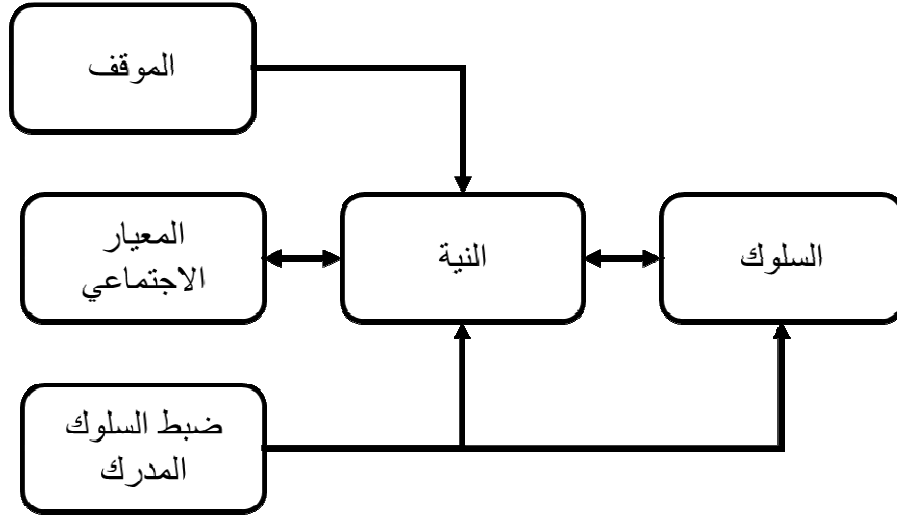 الموقف
المعيار
الاجتماعي
النية
السلوك
ضبط السلوك
المدرك